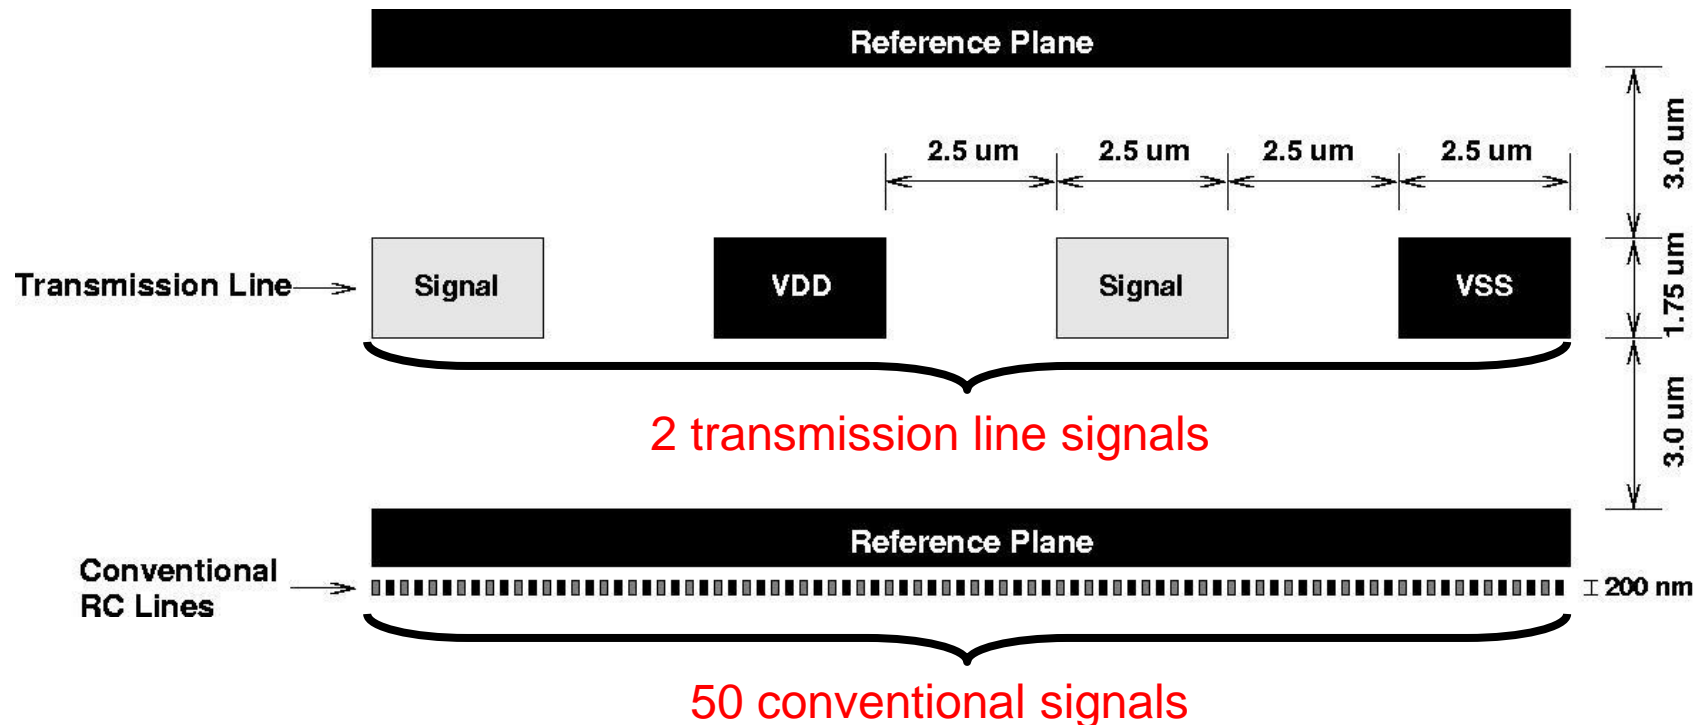 Reference Plane
2.5 um 2.5 um 2.5 um 2.5 um
3.0 um
Transmission Line
Signal VDD Signal VSS
1.75 um
2 transmission line signals
3.0 um
Reference Plane
Conventional
RC Lines
200 nm
50 conventional signals